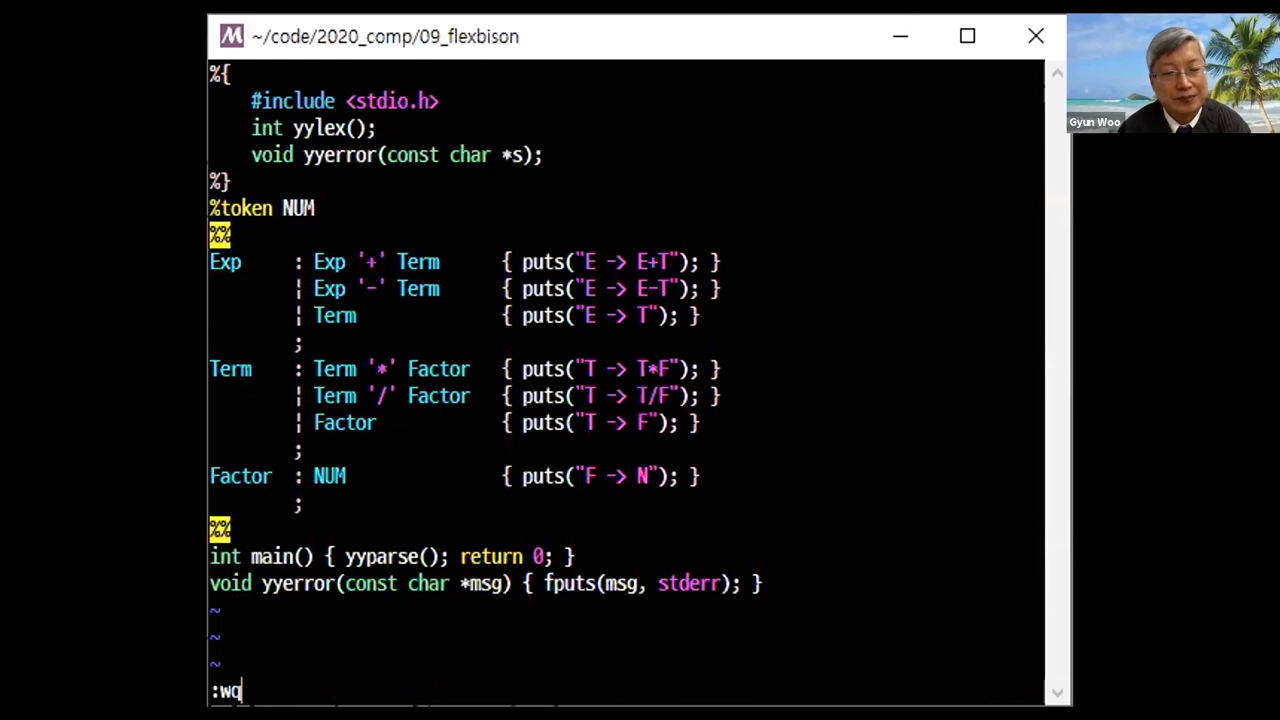 ~/code/2020_comp/09_flexbison
Gyun Woo
%{
    #include <stdio.h>
    int yylex();
    void yyerror(const char *s);
%}
%token NUM
%%
Exp     : Exp '+' Term      { puts("E -> E+T"); }
        | Exp '-' Term      { puts("E -> E-T"); }
        | Term              { puts("E -> T"); }
        ;
Term    : Term '*' Factor   { puts("T -> T*F"); }
        | Term '/' Factor   { puts("T -> T/F"); }
        | Factor            { puts("T -> F"); }
        ;
Factor  : NUM               { puts("F -> N"); }
        ;
%%
int main() { yyparse(); return 0; }
void yyerror(const char *msg) { fputs(msg, stderr); }
~
~
~
:wq